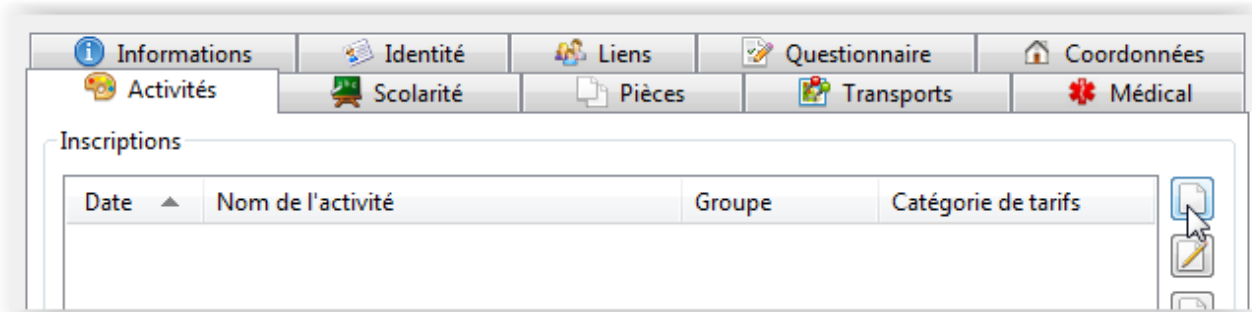 Informations Identité Liens Questionnaire Coordonnées
Activités Scolarité Pièces Transports Médical
Inscriptions
Date Nom de l'activité Groupe Catégorie de tarifs